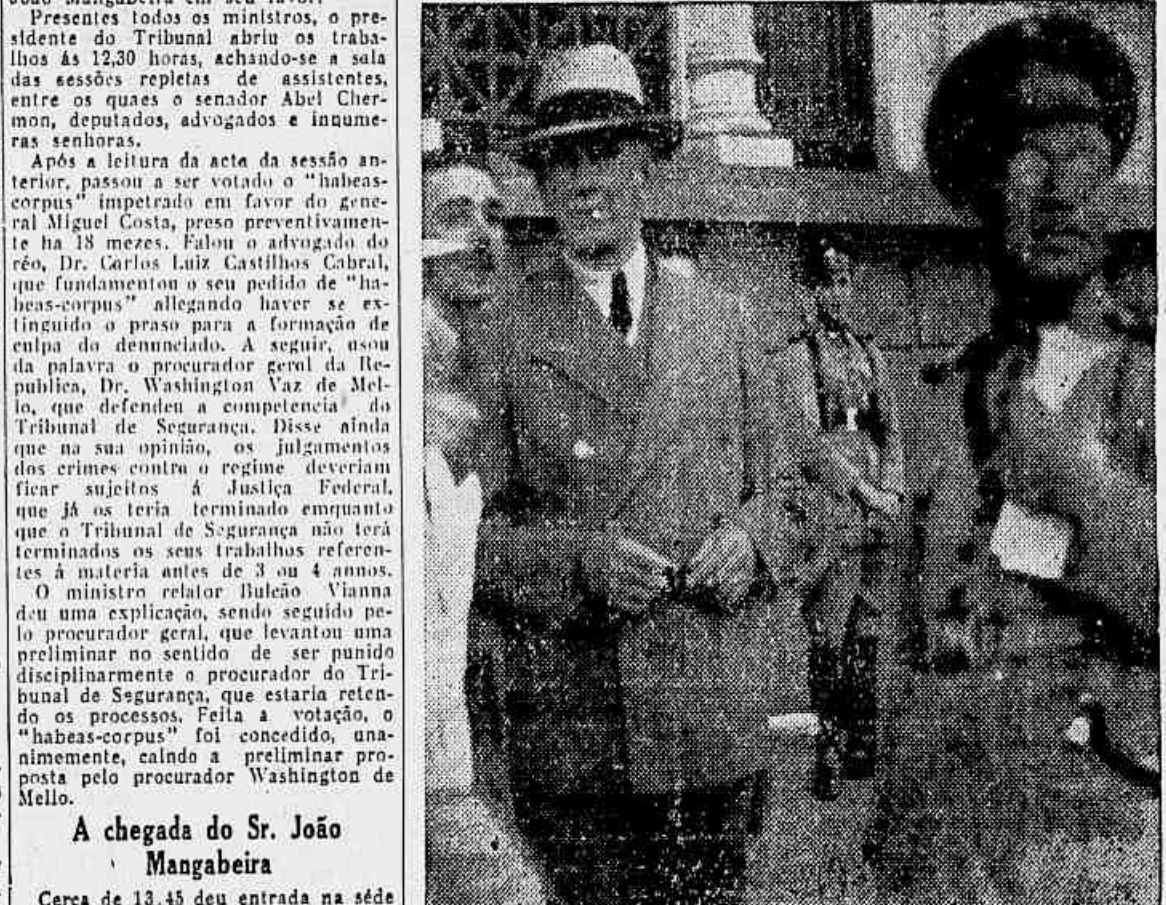 João Mangabeira em seu favor.
Presentes todos os ministros, o pre-
sidente do Tribunal abriu os traba-
lhos ás 12,30 horas, achando-se a sala
das sessões repletas de assistentes,
entre os quaes o senador Abel Cher-
mon, deputados, advogados e inqume-
ras senhoras.
Após a leitura da acta da sessão an-
terior, passou a ser votado o "habeas-
corpus" impetrado em favor do gene-
ral Miguel Costa, preso preventivamen-
te ha 18 mezes. Falou o advogado do
réo, Dr. Carlos Luiz Castilhos Cabral,
que fundamentou o seu pedido de "ha-
beas-corpus" allegando haver se ex-
tinguido o praso para a formação de
culpa do denunciado. A seguir, usou
da palavra o procurador geral da Re-
publica, Dr. Washington Vaz de Mel-
lo, que defendeu a competencia do
Tribunal de Segurança. Disse ainda
que na sua opinião, os julgamentos
dos crimes contra o regime deveriam
ficar sujeitos á Justiça Federal,
que já os teria terminado emquanto
que o Tribunal de Segurança não terá
terminados os seus trabalhos referen-
tes á materia antes de 3 ou 4 annos.
O ministro relator Bulcão Vianna
deu uma explicação, sendo seguido pe-
lo procurador geral, que levantou uma
preliminar no sentido de ser punido
disciplinarmente o procurador do Tri-
bunal de Segurança, que estaria reten-
do os processos. Feita a votação, o
"habeas-corpus" foi concedido, una-
nimemente, caindo a preliminar pro-
posta pelo procurador Washington de
Mello.
A chegada do Sr. João
Mangabeira
Cerca de 13,45 deu entrada na séde